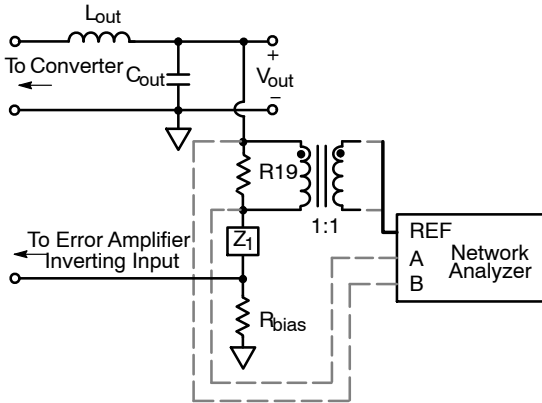 Lout
To Converter
Cout
+
Vout
−
R19
1:1
REF
A
B
Network
Analyzer
To Error Amplifier
Inverting Input
Z1
Rbias